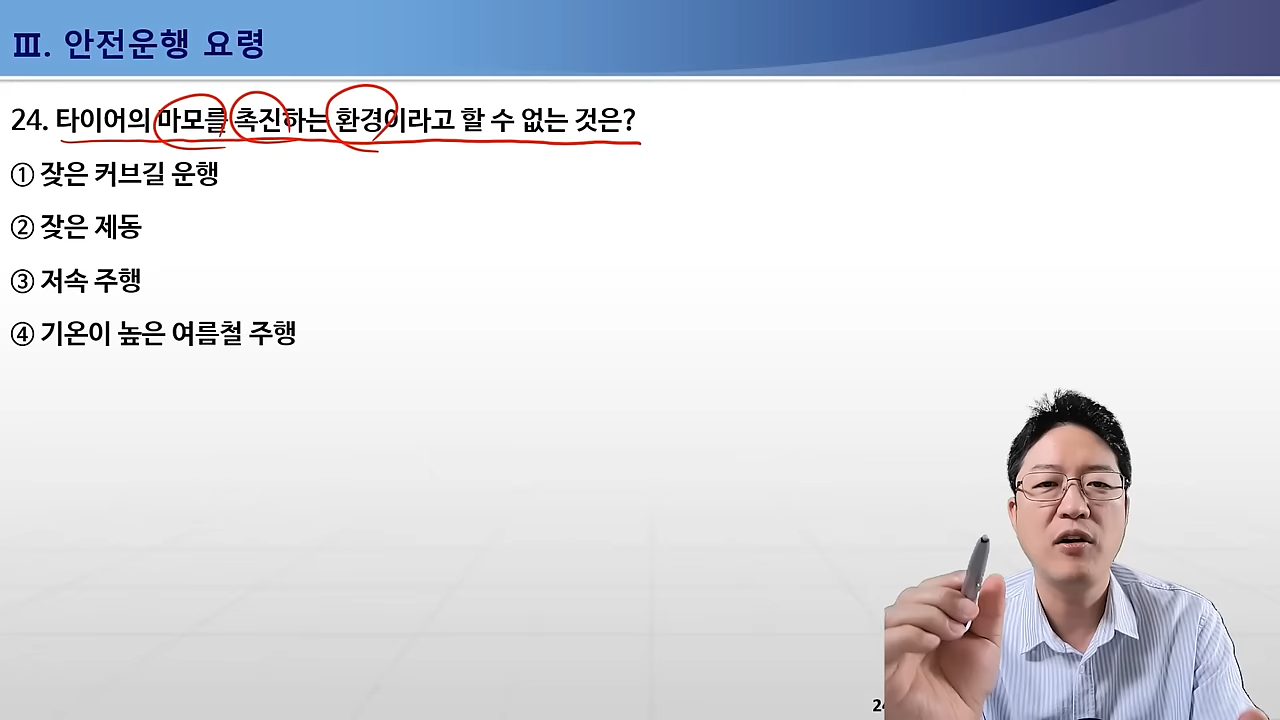 Ⅲ. 안전운행 요령
24. 타이어의 마모를 촉진하는 환경이라고 할 수 없는 것은?
① 잦은 커브길 운행
② 잦은 제동
③ 저속 주행
④ 기온이 높은 여름철 주행